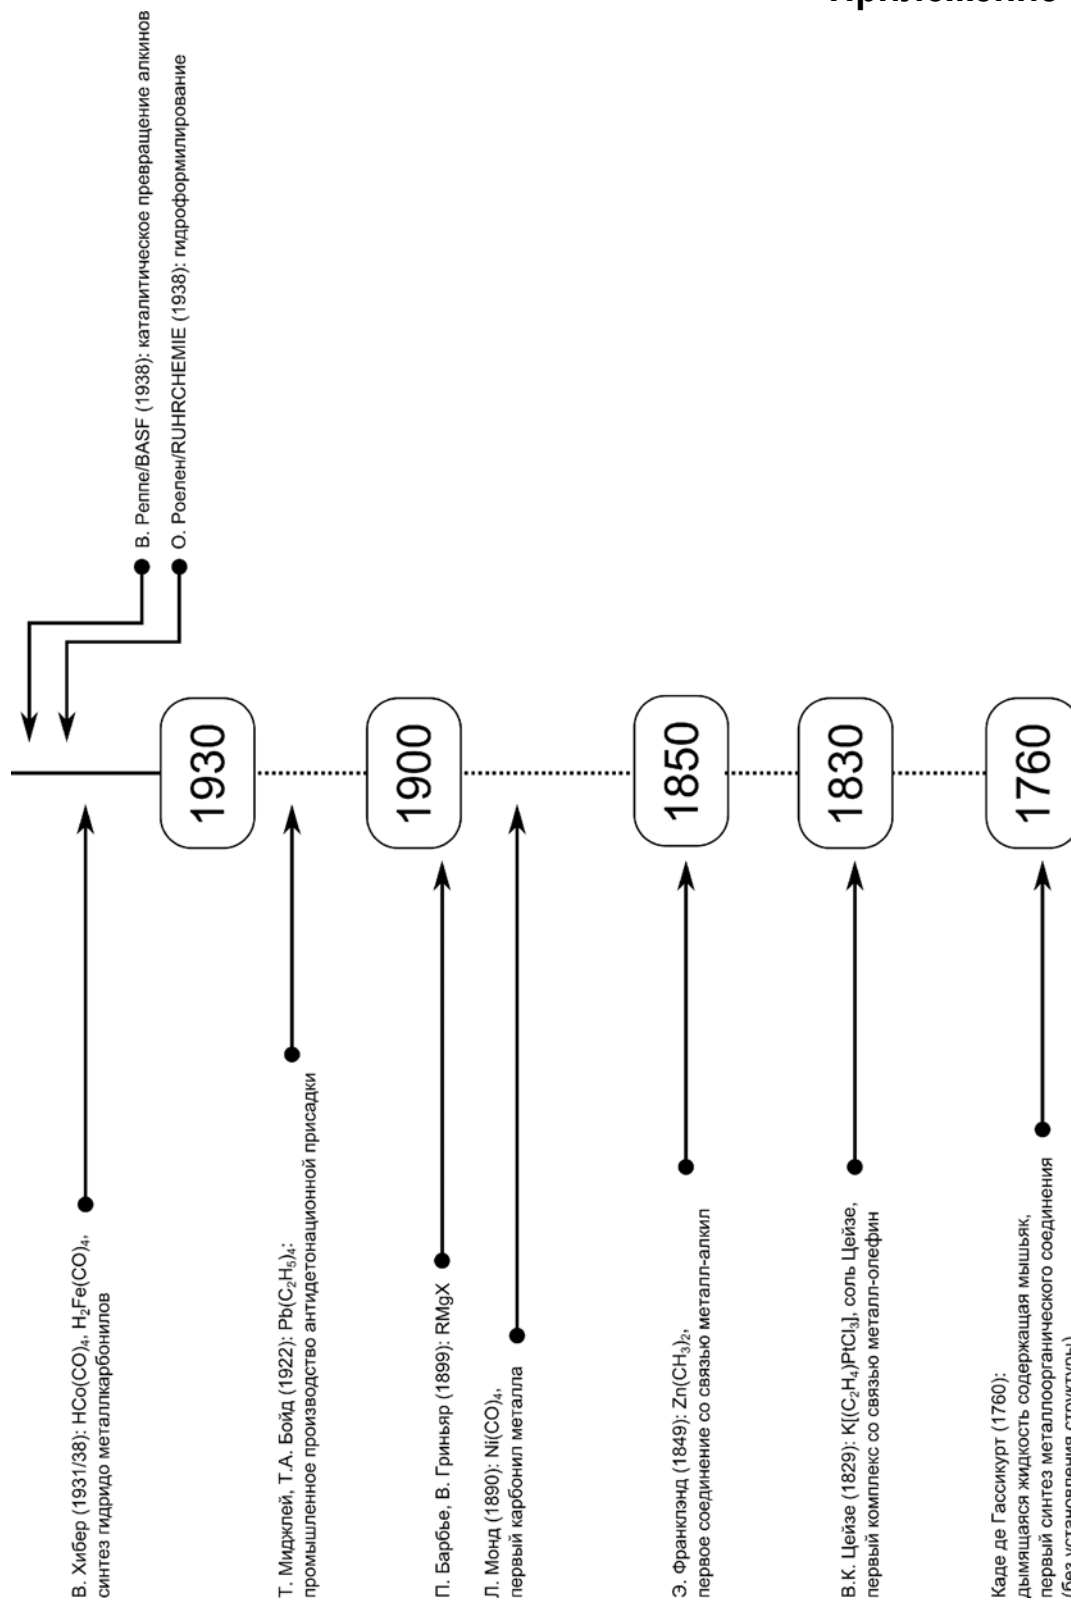 В. Реппе/BASF (1938): каталитическое превращение алкинов
О. Роелен/RUHRCHEMIE (1938): гидроформилирование
1930
1900
1850
1830
1760
В. Хибер (1931/38): HCo(CO)₄, H₂Fe(CO)₄,
синтез гидридо металлкарбонилов
Т. Миджлей, Т.А. Бойд (1922): Pb(C₂H₅)₄:
промышленное производство антидетонационной присадки
П. Барбье, В. Гриньяр (1899): RMgX
Л. Монд (1890): Ni(CO)₄,
первый карбонил металла
Э. Франклэнд (1849): Zn(CH₃)₂,
первое соединение со связью металл-алкил
В.К. Цейзе (1829): K[(C₂H₄)PtCl₃], соль Цейзе,
первый комплекс со связью металл-олефин
Каде де Гассикурт (1760):
дымящаяся жидкость содержащая мышьяк,
первый синтез металлоорганического соединения
(без установления структуры)